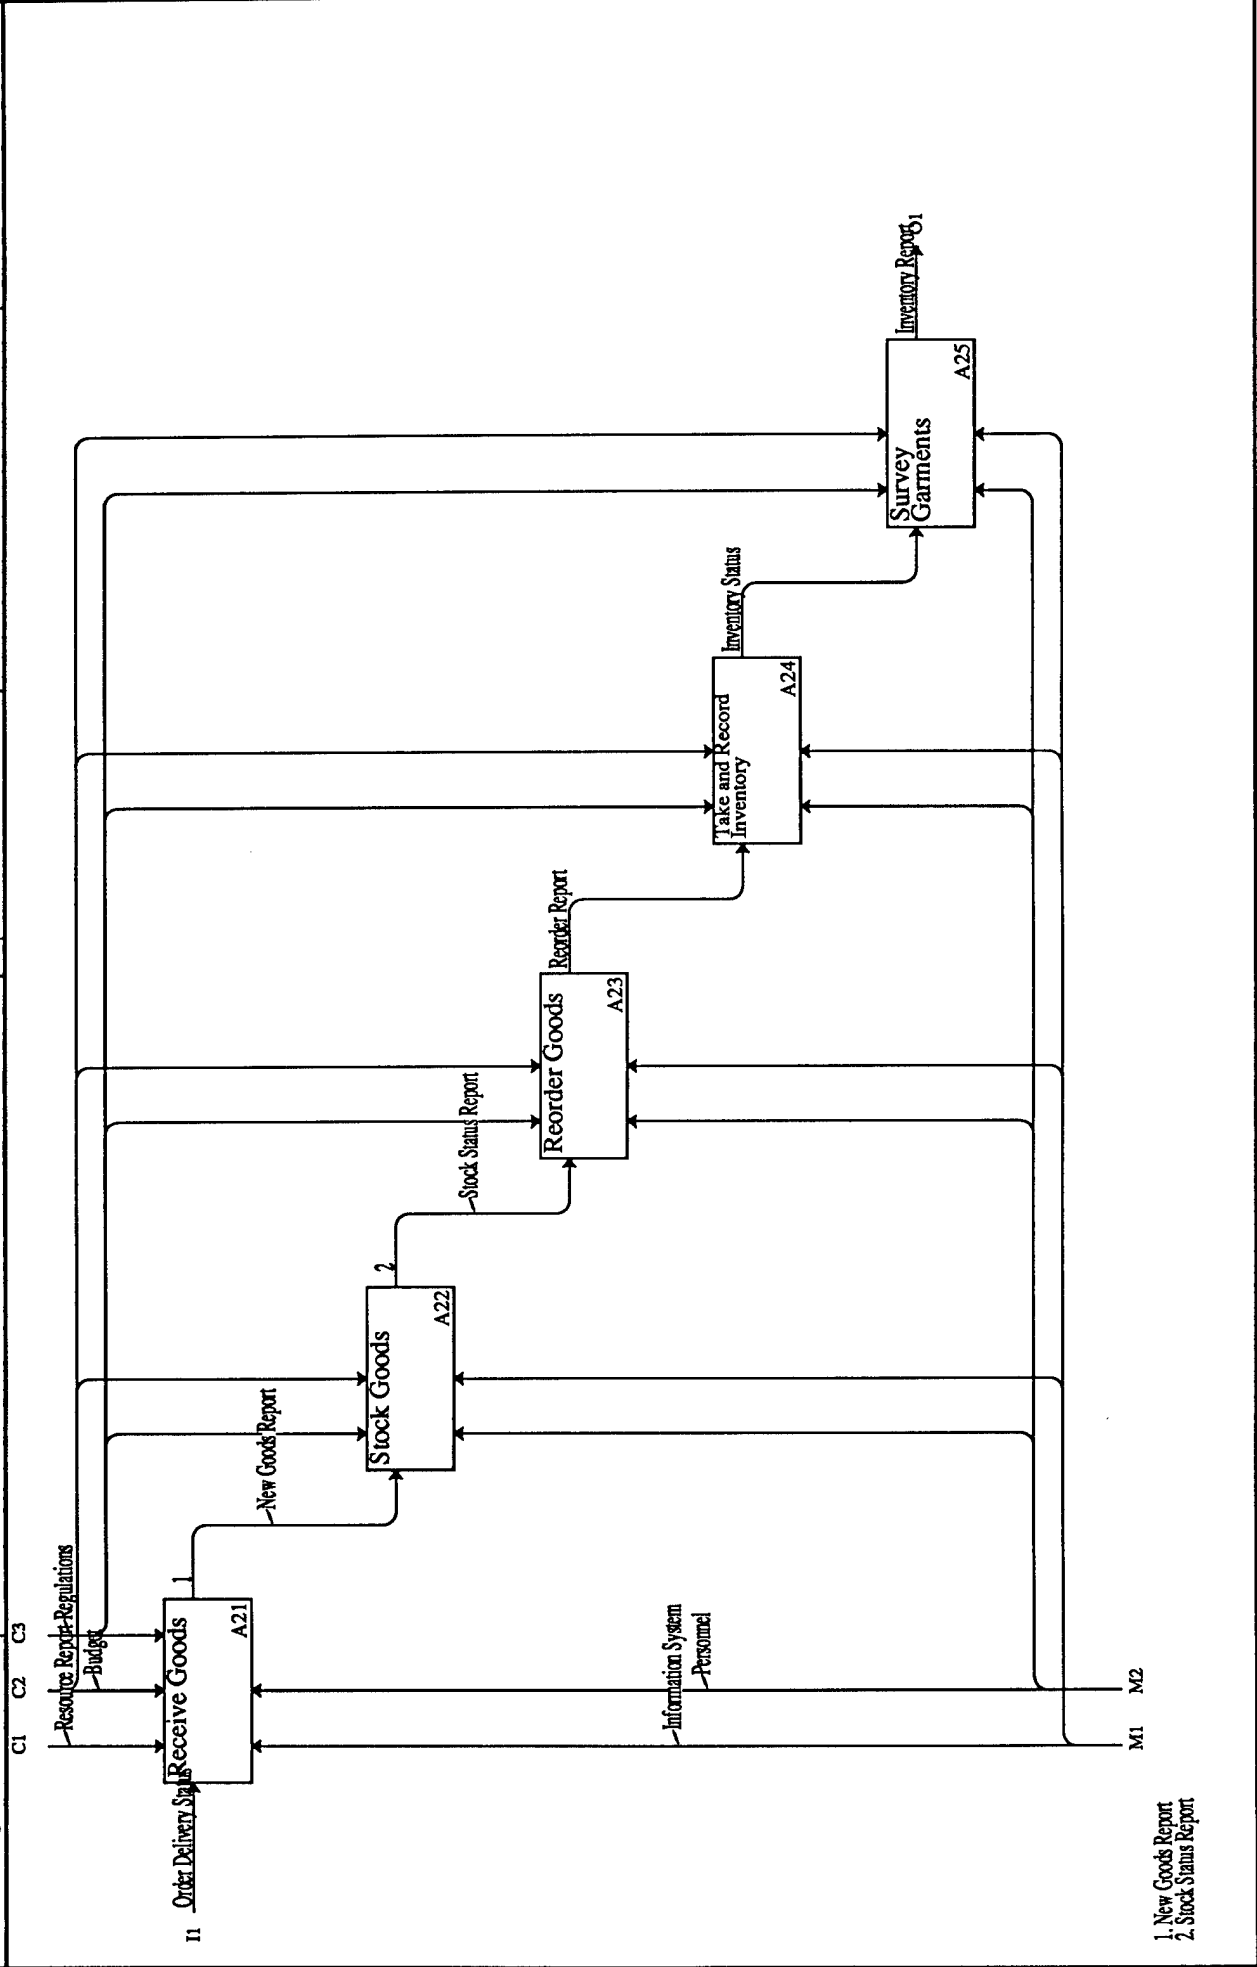 C1
C2
C3
Resource Report
Regulations
Budget
I1
Order Delivery Status
Receive Goods
A21
1
New Goods Report
Stock Goods
A22
2
Stock Status Report
Reorder Goods
A23
Reorder Report
Take and Record
Inventory
A24
Inventory Status
Survey
Garments
A25
Inventory Report
O1
Information System
Personnel
M1
M2
1. New Goods Report
2. Stock Status Report